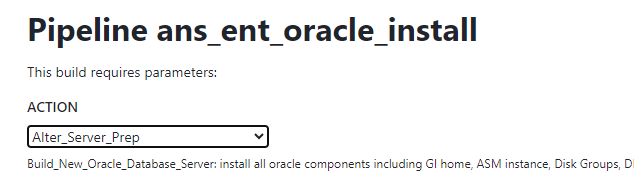 Pipeline ans_ent_oracle_install
This build requires parameters:
ACTION
Alter_Server_Prep
Build_New_Oracle_Database_Server: install all oracle components including GI home, ASM instance, Disk Groups,